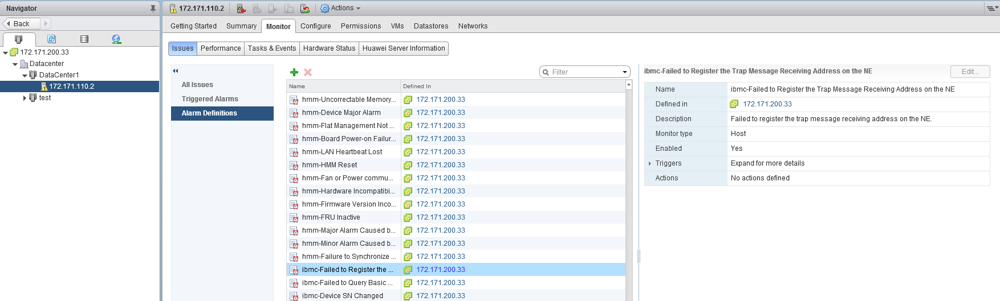 Navigator
Back
172.171.200.33
Datacenter
DataCenter1
172.171.110.2
test
172.171.110.2
Actions
Getting Started
Summary
Monitor
Configure
Permissions
VMs
Datastores
Networks
Issues
Performance
Tasks & Events
Hardware Status
Huawei Server Information
All Issues
Triggered Alarms
Alarm Definitions
Filter
Name Defined In
hmm-Uncorrectable Memory... 172.171.200.33
hmm-Device Major Alarm 172.171.200.33
hmm-Flat Management Not ... 172.171.200.33
hmm-Board Power-on Failur... 172.171.200.33
hmm-LAN Heartbeat Lost 172.171.200.33
hmm-HMM Reset 172.171.200.33
hmm-Fan or Power commu... 172.171.200.33
hmm-Hardware Incompatibi... 172.171.200.33
hmm-Firmware Version Inco... 172.171.200.33
hmm-FRU Inactive 172.171.200.33
hmm-Major Alarm Caused b... 172.171.200.33
hmm-Minor Alarm Caused b... 172.171.200.33
hmm-Failure to Synchronize ... 172.171.200.33
ibmc-Failed to Register the ... 172.171.200.33
ibmc-Failed to Query Basic ... 172.171.200.33
ibmc-Device SN Changed 172.171.200.33
ibmc-Failed to Register the Trap Message Receiving Address on the NE
Edit...
Name ibmc-Failed to Register the Trap Message Receiving Address on the NE
Defined in 172.171.200.33
Description Failed to register the trap message receiving address on the NE.
Monitor type Host
Enabled Yes
Triggers Expand for more details
Actions No actions defined